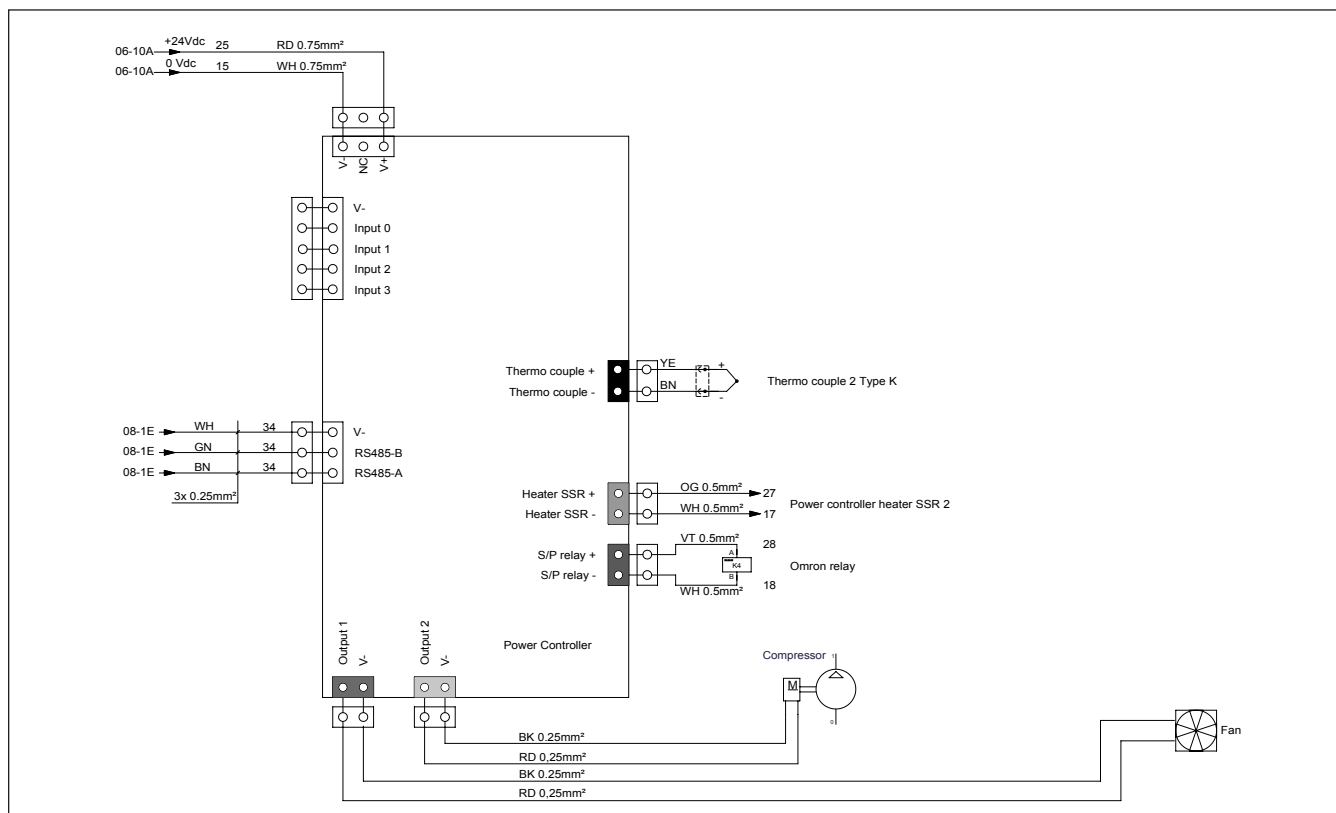 +24Vdc
06-10A 25 RD 0.75mm²
0 Vdc
06-10A 15 WH 0.75mm²
V-
NC
V+
V-
Input 0
Input 1
Input 2
Input 3
Thermo couple + YE +
Thermo couple 2 Type K
Thermo couple - BN -
08-1E WH 34 V-
08-1E GN 34 RS485-B
08-1E BN 34 RS485-A
3x 0.25mm²
Heater SSR + OG 0.5mm² 27
Power controller heater SSR 2
Heater SSR - WH 0.5mm² 17
VT 0.5mm² 28
S/P relay + A
K4 Omron relay
S/P relay - B
WH 0.5mm² 18
Output 1
V-
Output 2
V-
Power Controller
Compressor 1
M
0
Fan
BK 0.25mm²
RD 0,25mm²
BK 0.25mm²
RD 0,25mm²